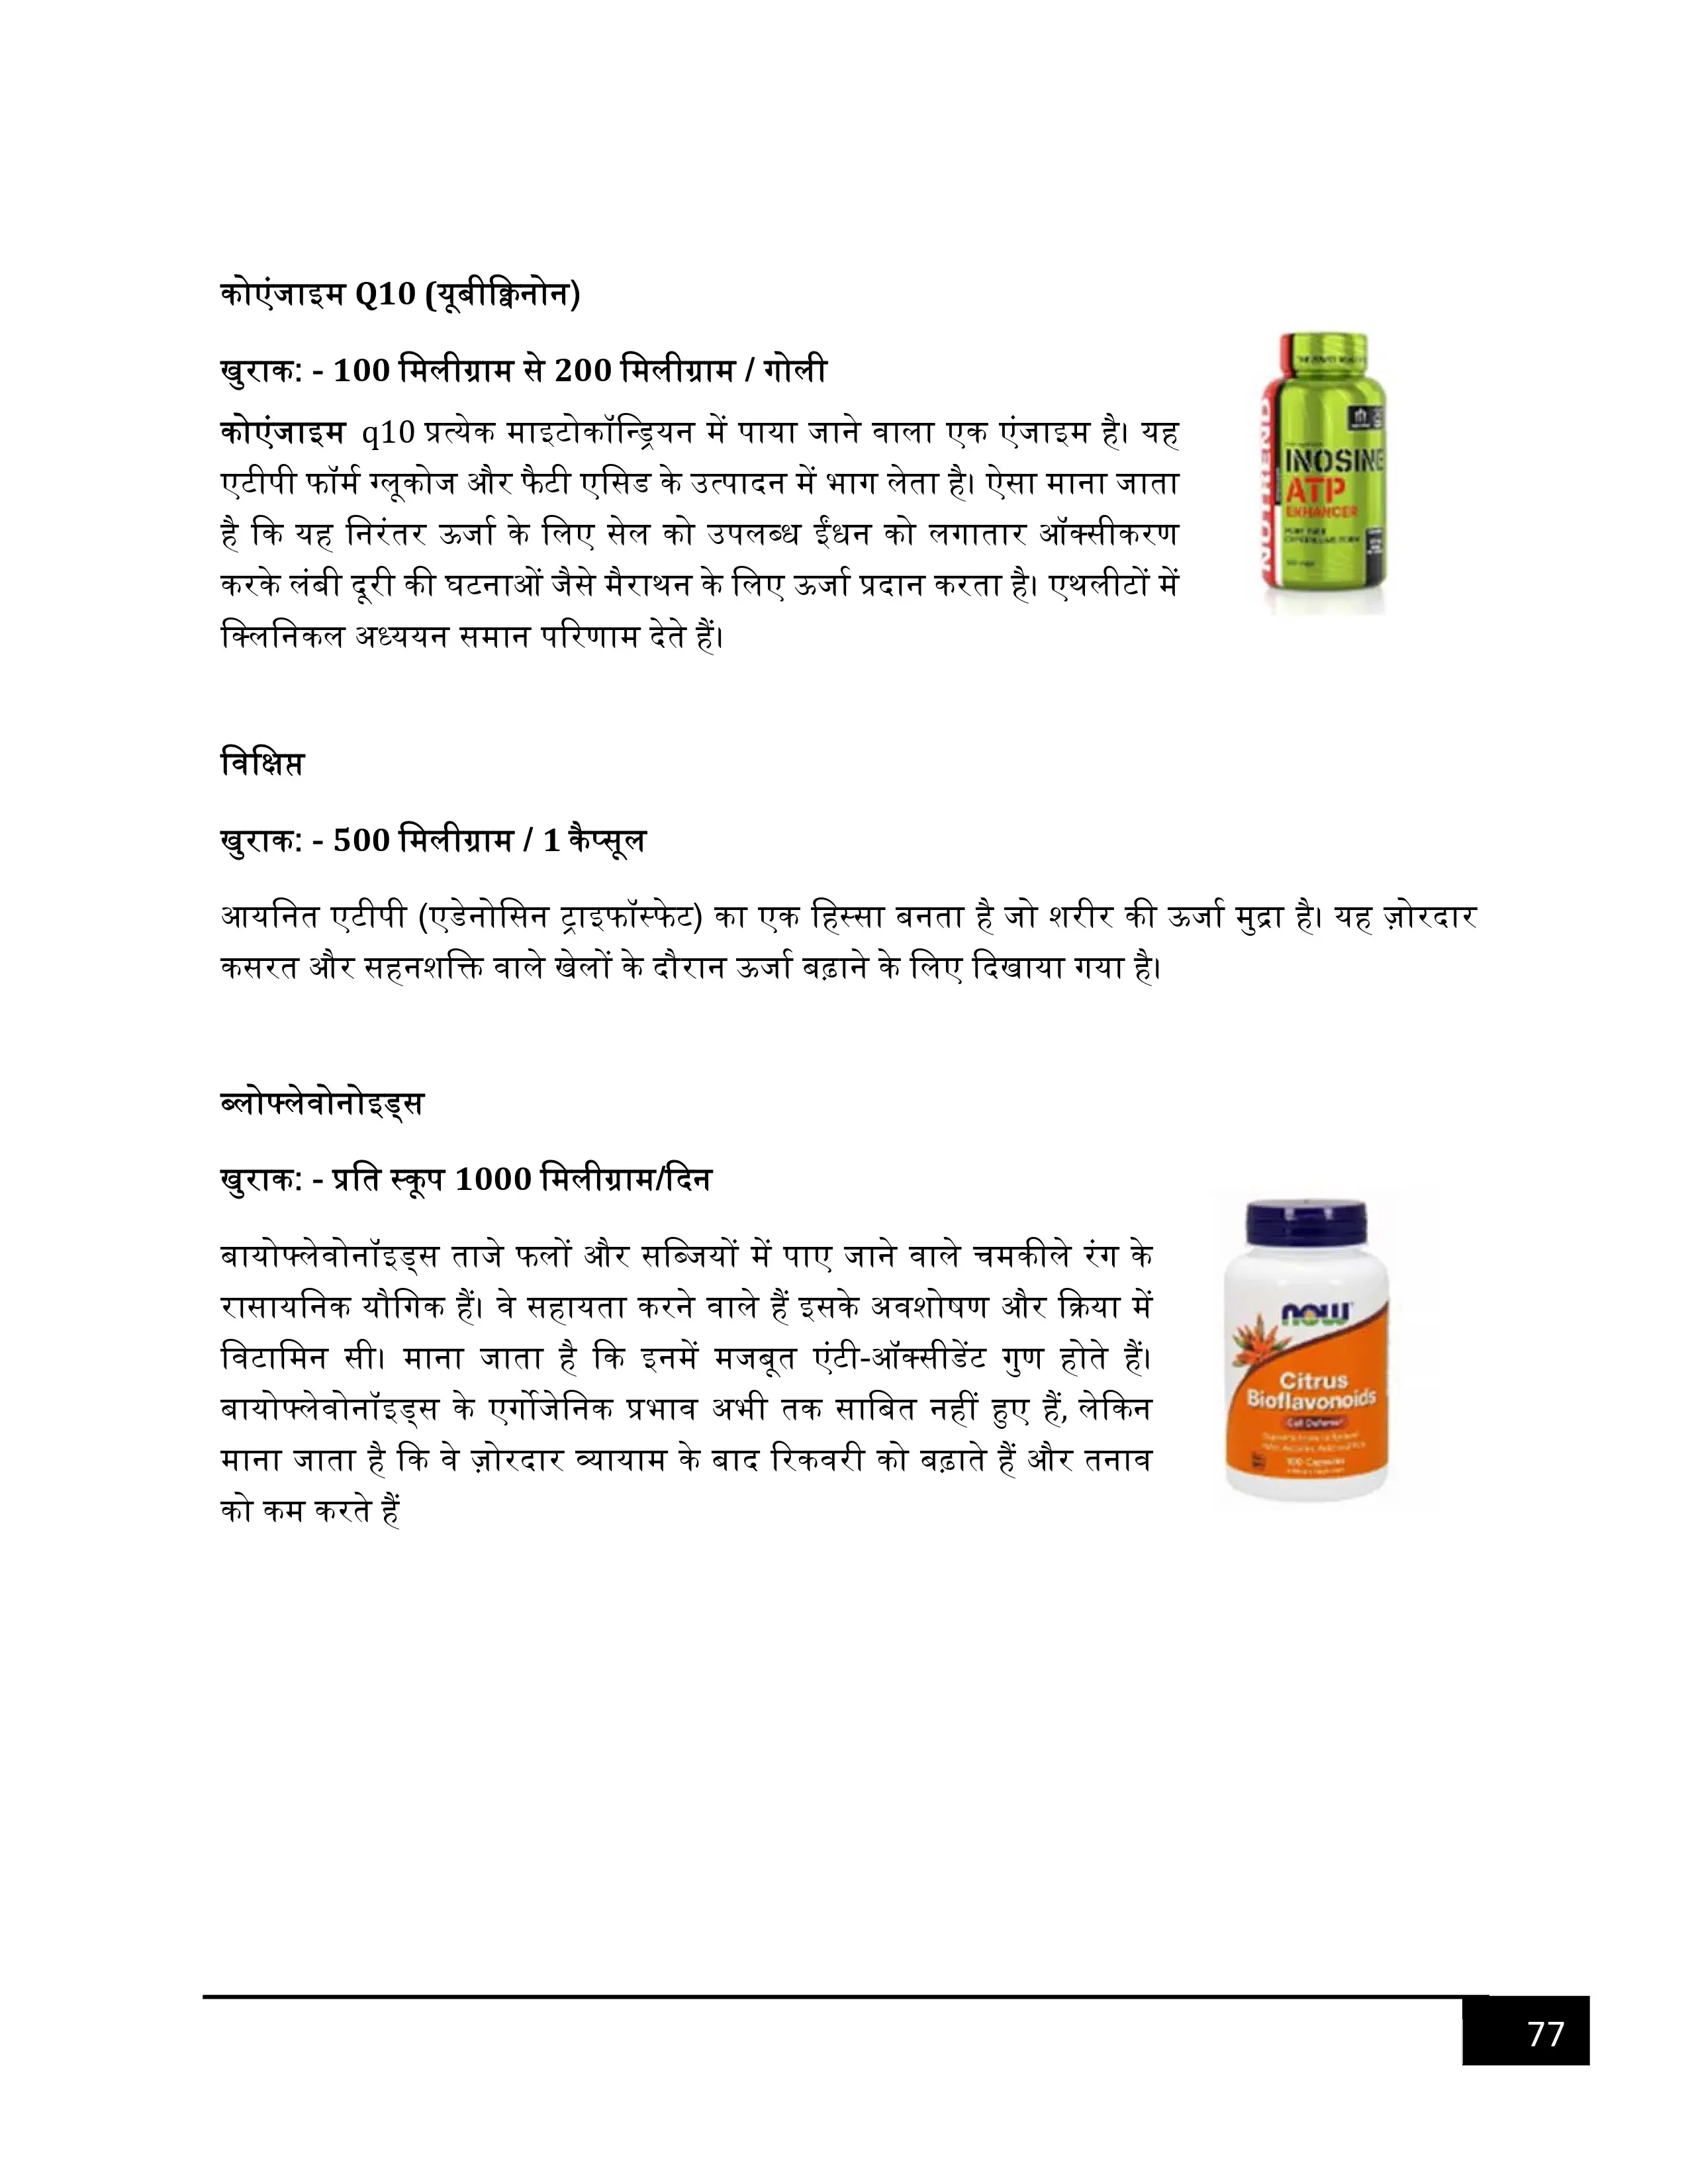 कोएंजाइम Q10 (यूबीक्विनोन)
खुराक: - 100 मिलीग्राम से 200 मिलीग्राम / गोली
कोएंजाइम q10 प्रत्येक माइटोकॉन्ड्रियन में पाया जाने वाला एक एंजाइम है। यह
एटीपी फॉर्म ग्लूकोज और फैटी एसिड के उत्पादन में भाग लेता है। ऐसा माना जाता
है कि यह निरंतर ऊर्जा के लिए सेल को उपलब्ध ईंधन को लगातार ऑक्सीकरण
करके लंबी दूरी की घटनाओं जैसे मैराथन के लिए ऊर्जा प्रदान करता है। एथलीटों में
क्लिनिकल अध्ययन समान परिणाम देते हैं।
NUTREND
INOSINE
ATP
ENHANCER
विक्षिप्त
खुराक: - 500 मिलीग्राम / 1 कैप्सूल
आयनित एटीपी (एडेनोसिन ट्राइफॉस्फेट) का एक हिस्सा बनता है जो शरीर की ऊर्जा मुद्रा है। यह ज़ोरदार
कसरत और सहनशक्ति वाले खेलों के दौरान ऊर्जा बढ़ाने के लिए दिखाया गया है।
ब्लोफ्लेवोनोइड्स
खुराक: - प्रति स्कूप 1000 मिलीग्राम/दिन
बायोफ्लेवोनॉइड्स ताजे फलों और सब्जियों में पाए जाने वाले चमकीले रंग के
रासायनिक यौगिक हैं। वे सहायता करने वाले हैं इसके अवशोषण और क्रिया में
विटामिन सी। माना जाता है कि इनमें मजबूत एंटी-ऑक्सीडेंट गुण होते हैं।
बायोफ्लेवोनॉइड्स के एर्गोजेनिक प्रभाव अभी तक साबित नहीं हुए हैं, लेकिन
माना जाता है कि वे ज़ोरदार व्यायाम के बाद रिकवरी को बढ़ाते हैं और तनाव
को कम करते हैं
now
Citrus
Bioflavonoids
Cell Defense
100 Capsules
77